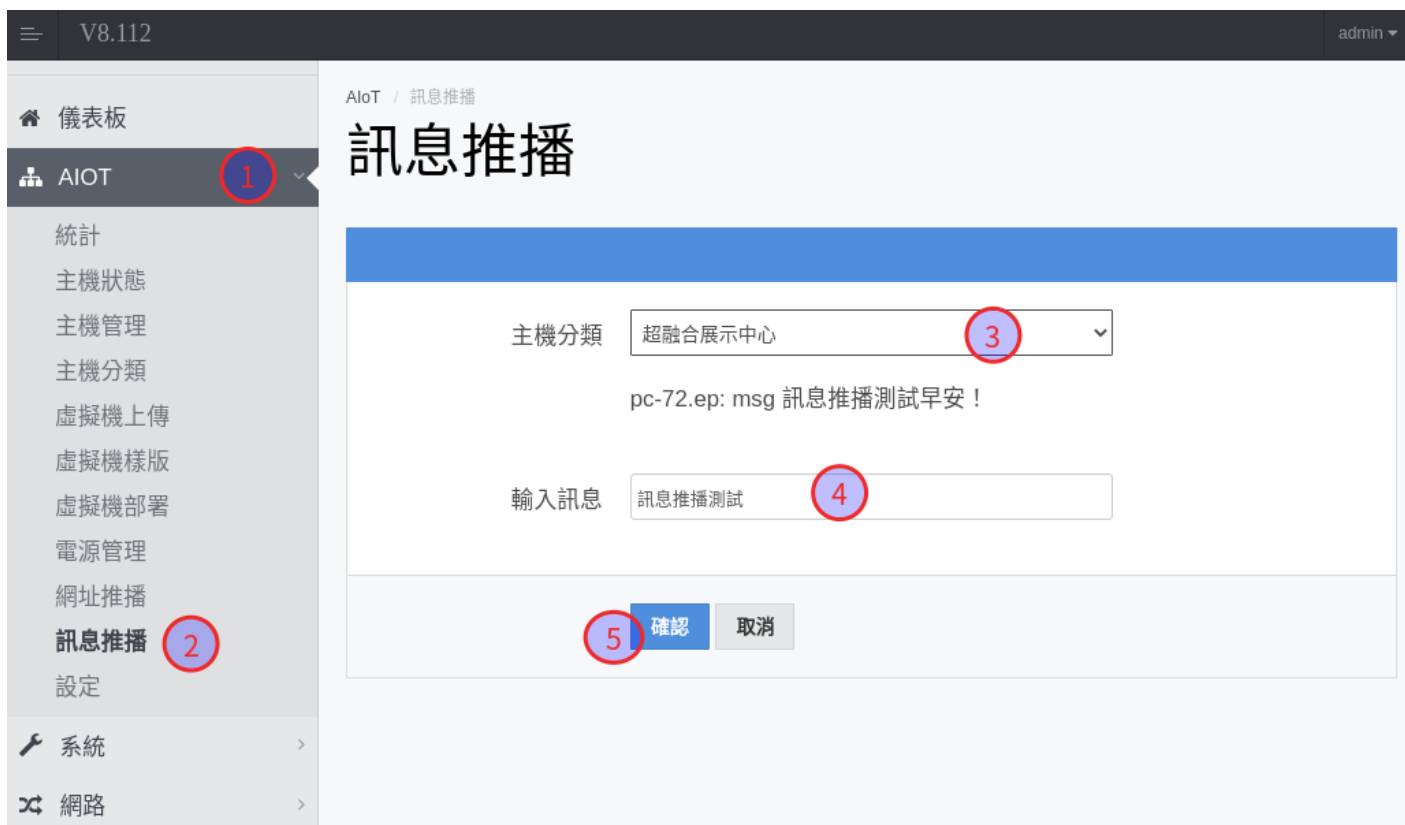 V8.112
admin
儀表板
AIOT
1
統計
主機狀態
主機管理
主機分類
虛擬機上傳
虛擬機樣版
虛擬機部署
電源管理
網址推播
訊息推播
2
設定
系統
網路
AIoT / 訊息推播
訊息推播
主機分類 超融合展示中心 3
pc-72.ep: msg 訊息推播測試早安！
輸入訊息 訊息推播測試 4
5 確認 取消